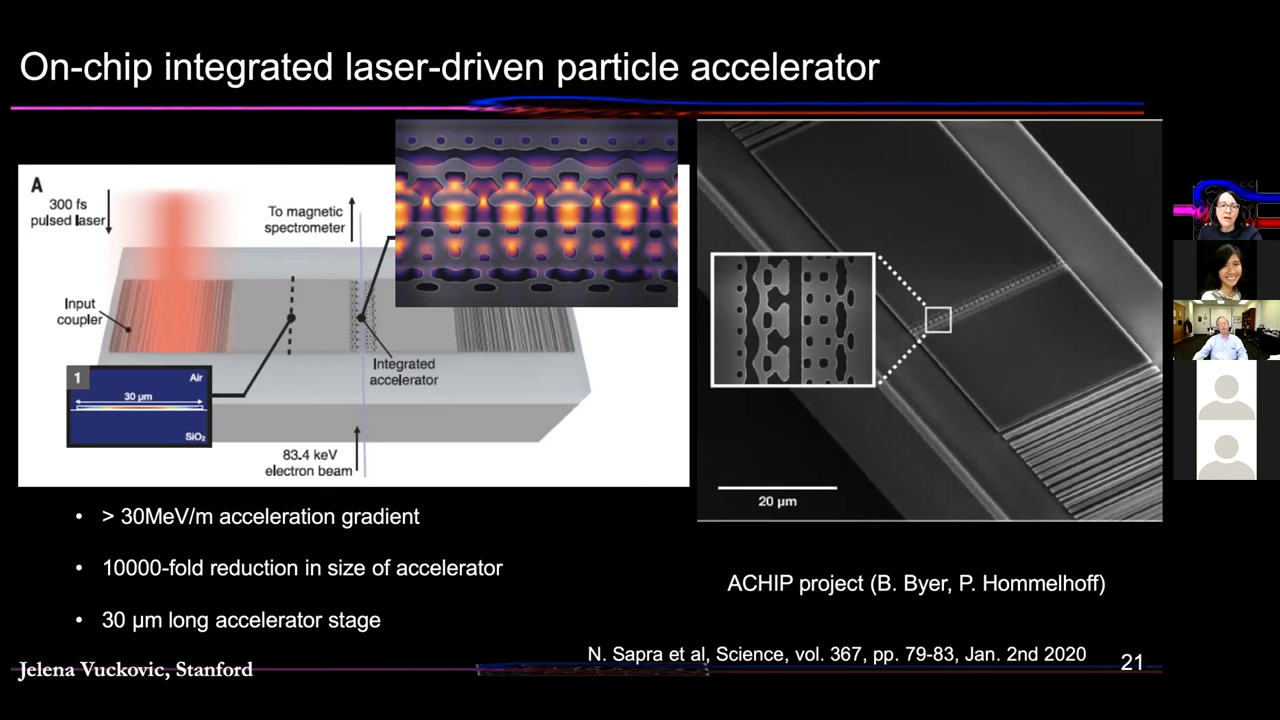 On-chip integrated laser-driven particle accelerator
A
300 fs
pulsed laser
To magnetic
spectrometer
Input
coupler
Integrated
accelerator
1
Air
30 µm
SiO₂
83.4 keV
electron beam
20 µm
• > 30MeV/m acceleration gradient
• 10000-fold reduction in size of accelerator
• 30 µm long accelerator stage
ACHIP project (B. Byer, P. Hommelhoff)
N. Sapra et al, Science, vol. 367, pp. 79-83, Jan. 2nd 2020
21
Jelena Vuckovic, Stanford